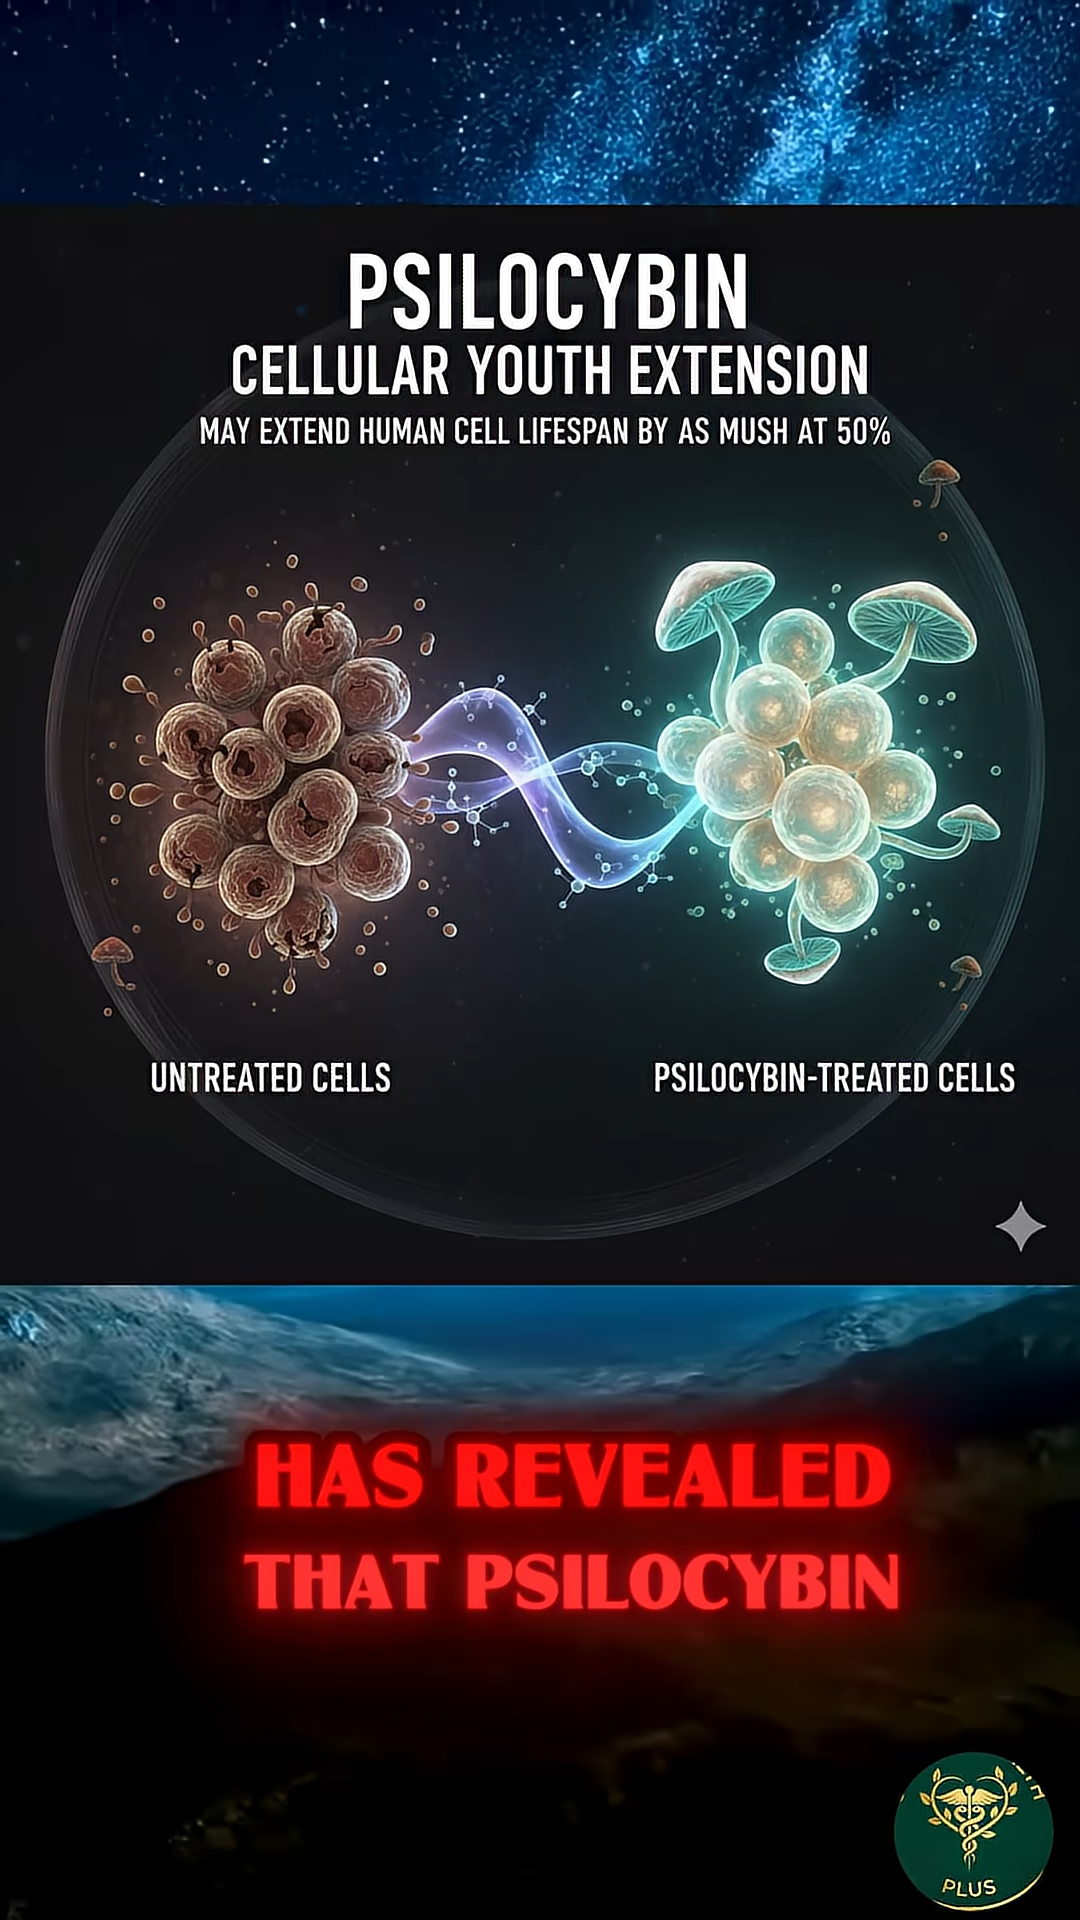 PSILOCYBIN
CELLULAR YOUTH EXTENSION
MAY EXTEND HUMAN CELL LIFESPAN BY AS MUSH AT 50%
UNTREATED CELLS
PSILOCYBIN-TREATED CELLS
HAS REVEALED
THAT PSILOCYBIN
PLUS